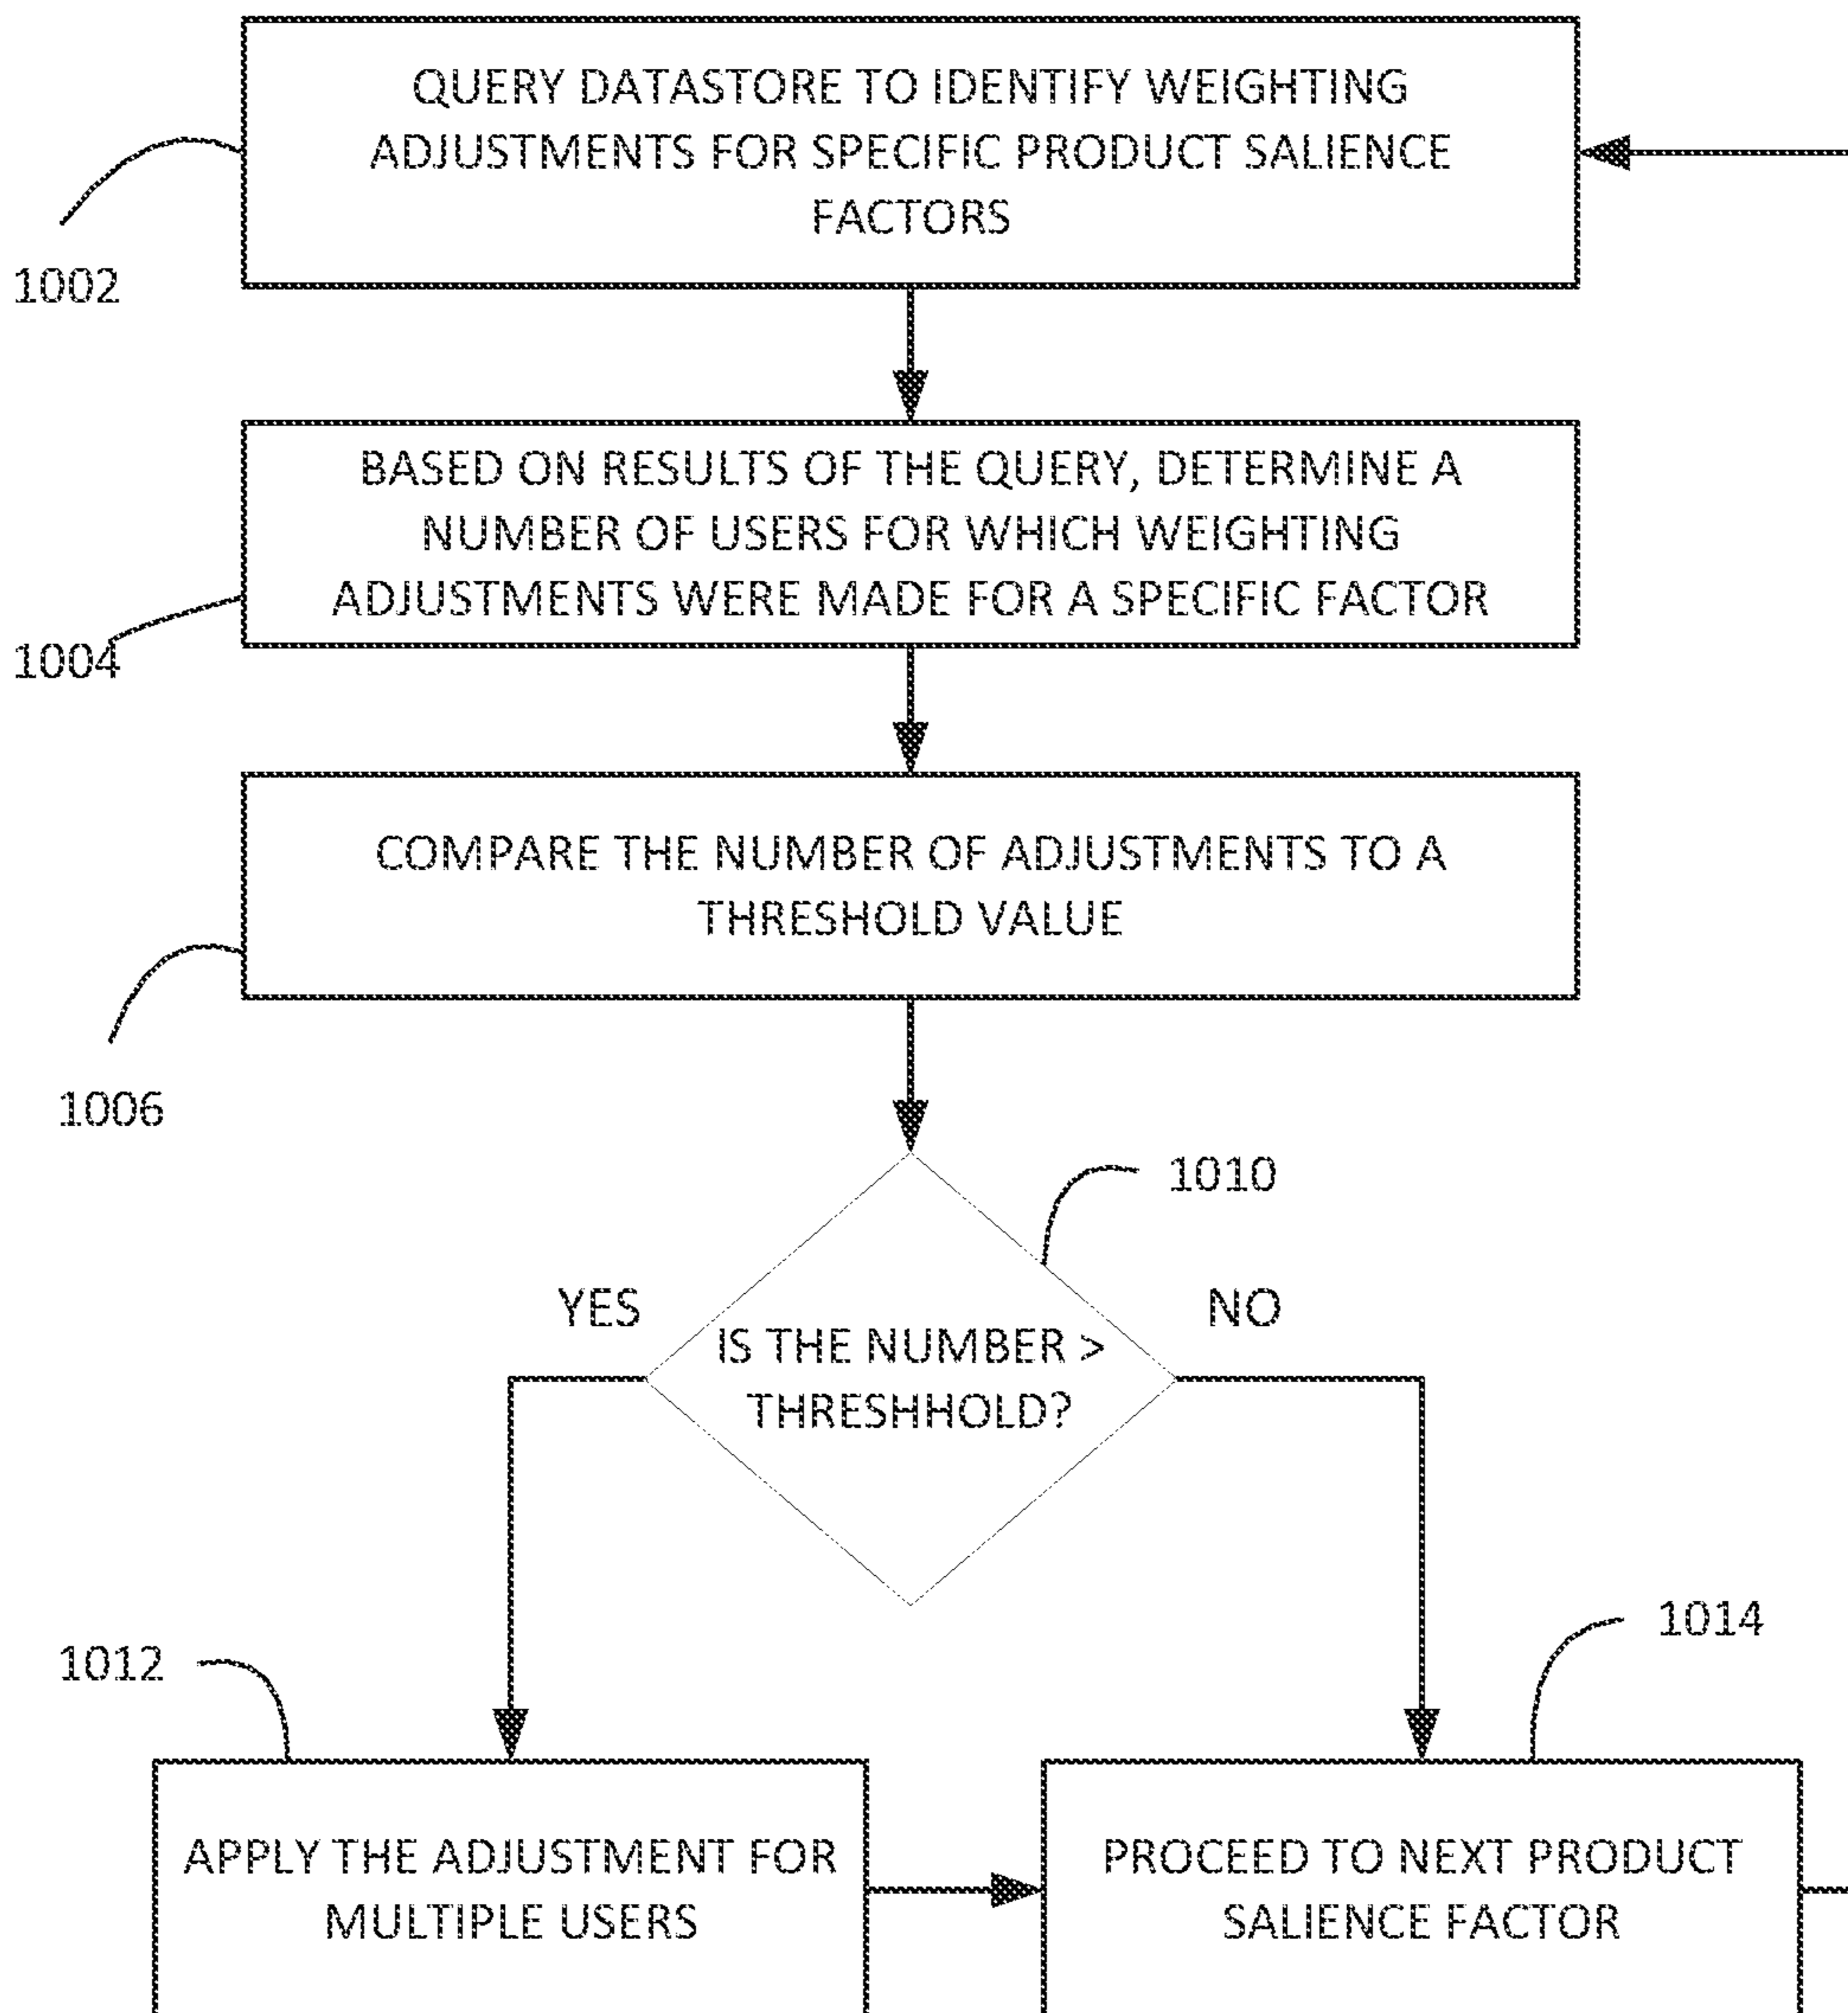 QUERY DATASTORE TO IDENTIFY WEIGHTING
ADJUSTMENTS FOR SPECIFIC PRODUCT SALIENCE
FACTORS
1002
BASED ON RESULTS OF THE QUERY, DETERMINE A
NUMBER OF USERS FOR WHICH WEIGHTING
ADJUSTMENTS WERE MADE FOR A SPECIFIC FACTOR
1004
COMPARE THE NUMBER OF ADJUSTMENTS TO A
THRESHOLD VALUE
1006
1010
YES
NO
IS THE NUMBER >
THRESHHOLD?
1012
1014
APPLY THE ADJUSTMENT FOR
MULTIPLE USERS
PROCEED TO NEXT PRODUCT
SALIENCE FACTOR